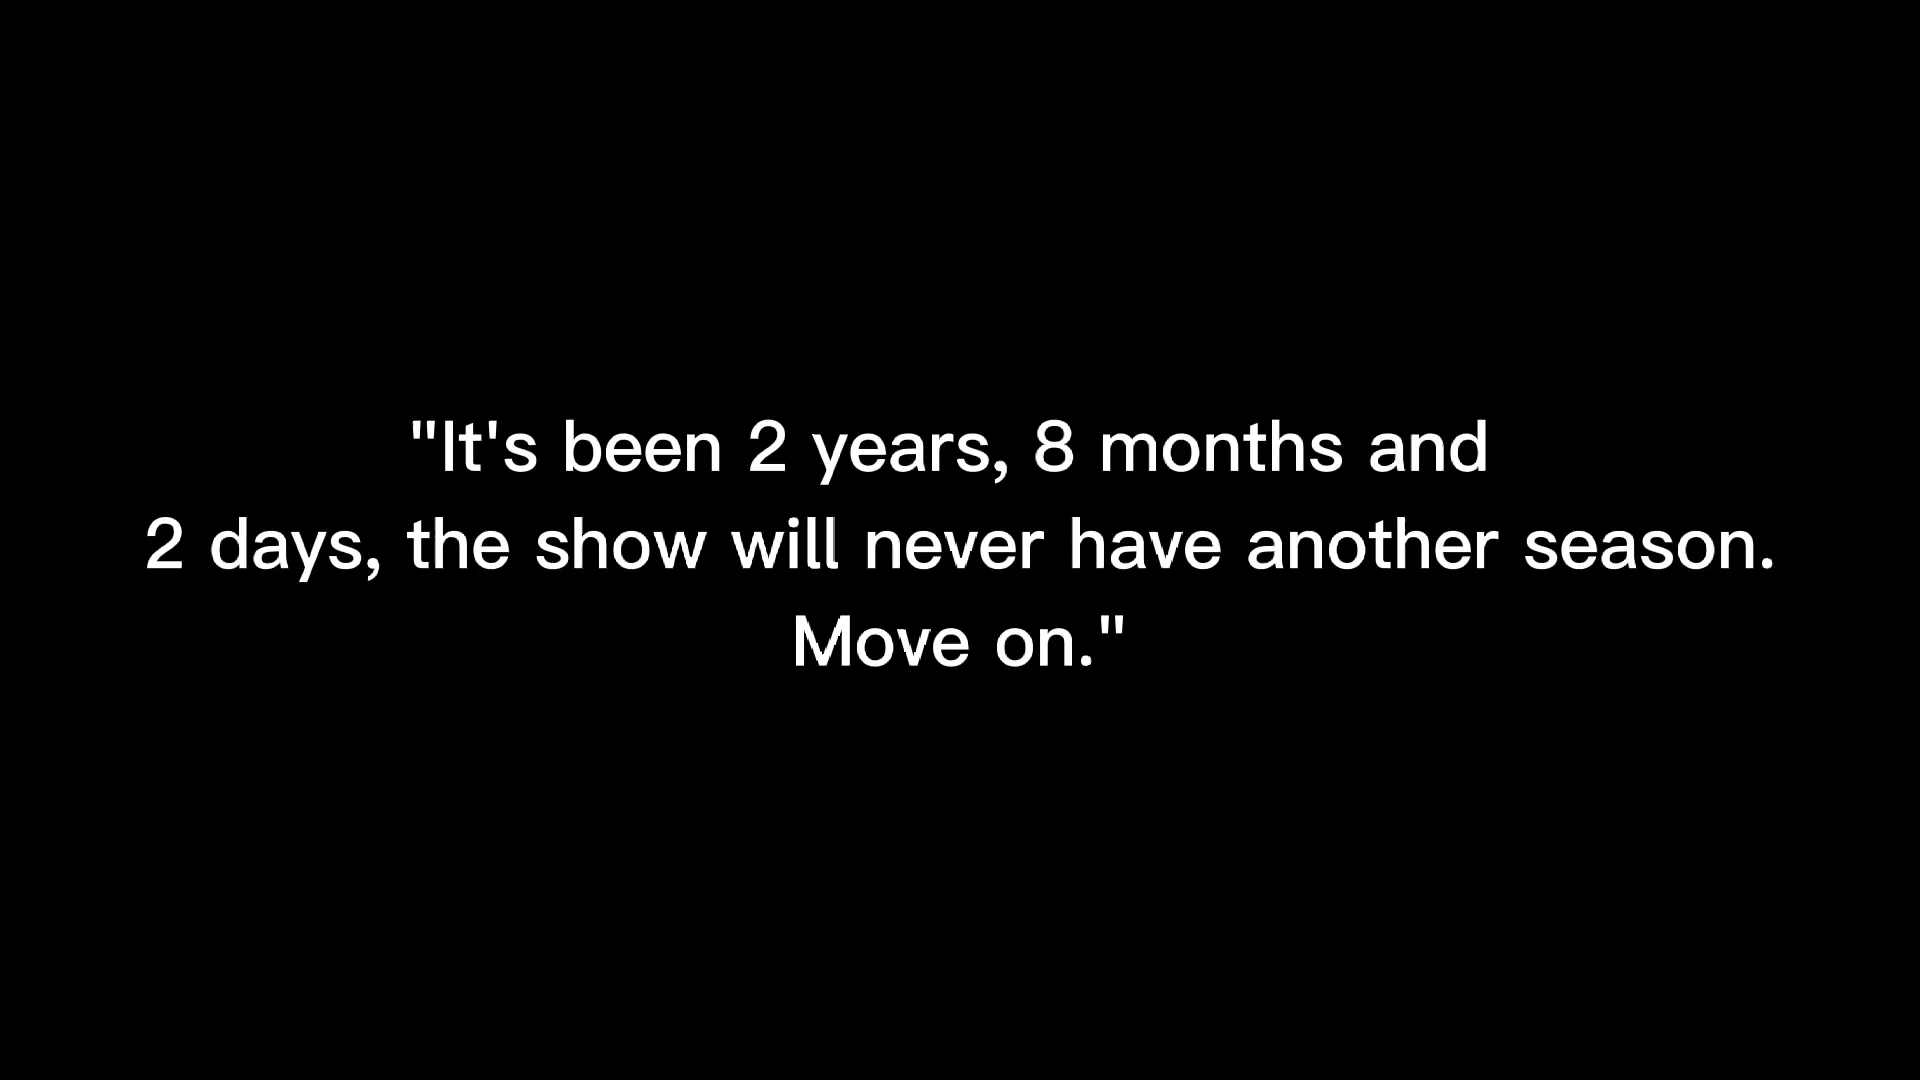 "It's been 2 years, 8 months and
2 days, the show will never have another season.
Move on."